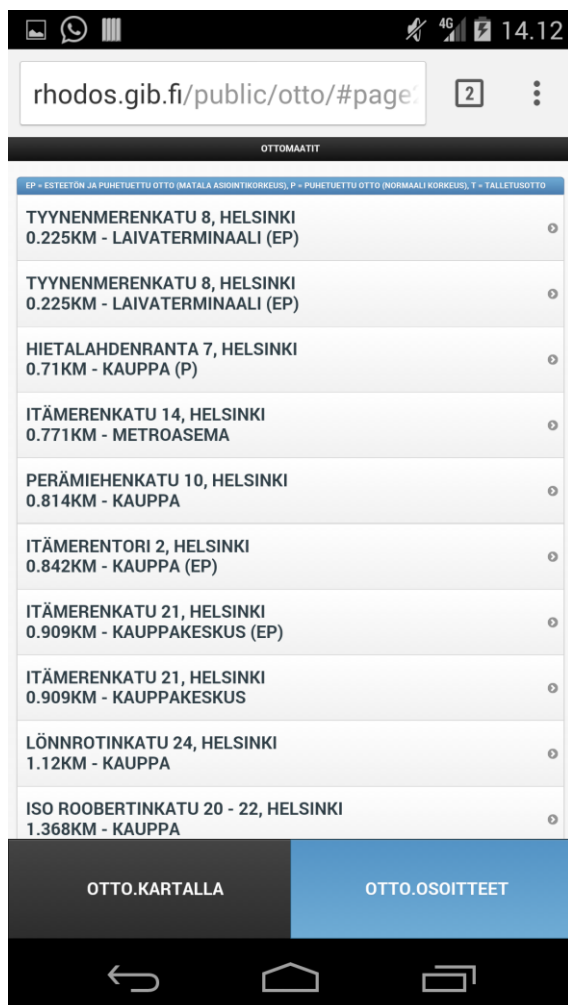 4G
14.12
rhodos.gib.fi/public/otto/#page
2
OTTOMAATIT
EP = ESTEETÖN JA PUHETUETTU OTTO (MATALA ASIOINTIKORKEUS), P = PUHETUETTU OTTO (NORMAALI KORKEUS), T = TALLETUSOTTO
TYYNENMERENKATU 8, HELSINKI
0.225KM - LAIVATERMINAALI (EP)
TYYNENMERENKATU 8, HELSINKI
0.225KM - LAIVATERMINAALI (EP)
HIETALAHDENRANTA 7, HELSINKI
0.71KM - KAUPPA (P)
ITÄMERENKATU 14, HELSINKI
0.771KM - METROASEMA
PERÄMIEHENKATU 10, HELSINKI
0.814KM - KAUPPA
ITÄMERENTORI 2, HELSINKI
0.842KM - KAUPPA (EP)
ITÄMERENKATU 21, HELSINKI
0.909KM - KAUPPAKESKUS (EP)
ITÄMERENKATU 21, HELSINKI
0.909KM - KAUPPAKESKUS
LÖNNROTINKATU 24, HELSINKI
1.12KM - KAUPPA
ISO ROOBERTINKATU 20 - 22, HELSINKI
1.368KM - KAUPPA
OTTO.KARTALLA
OTTO.OSOITTEET